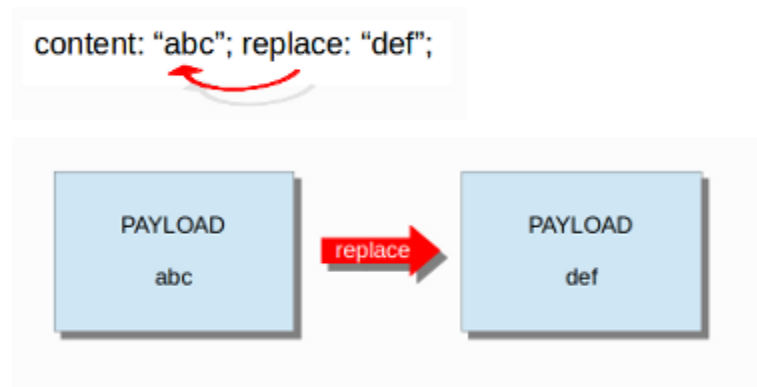 content: “abc”; replace: “def”;
PAYLOAD
abc
replace
PAYLOAD
def